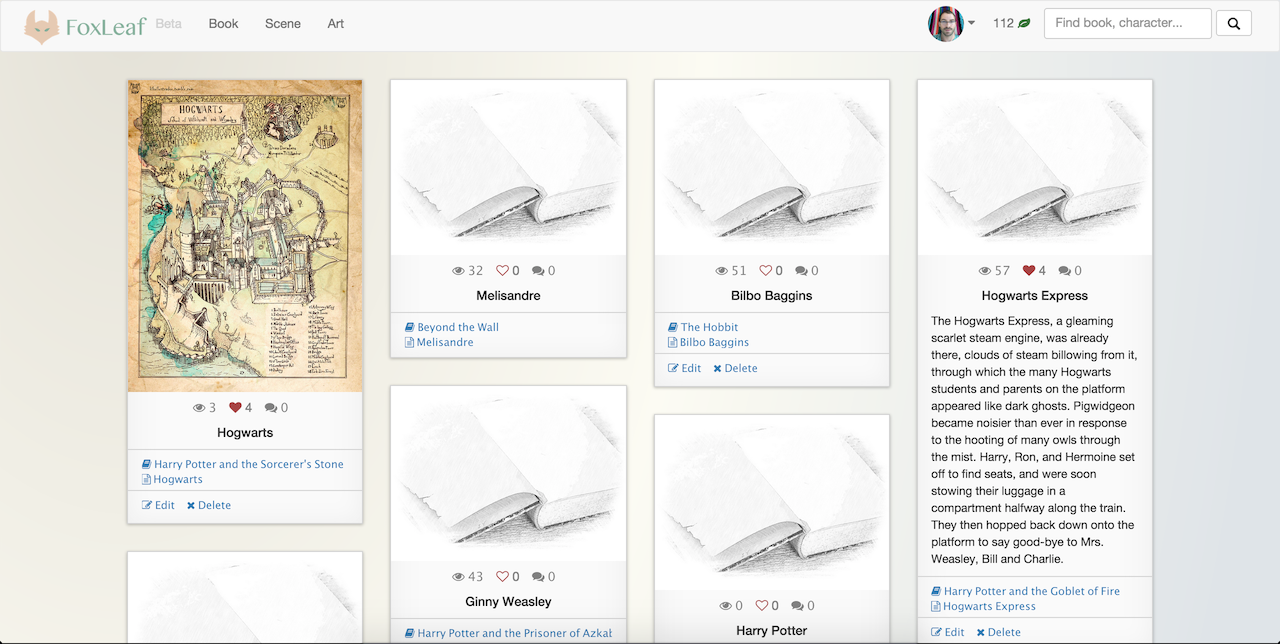 FoxLeaf Beta Book Scene Art 112 Find book, character...
HOGWARTS
School of Witchcraft and Wizardry
3 4 0
Hogwarts
Harry Potter and the Sorcerer's Stone
Hogwarts
Edit Delete
32 0 0
Melisandre
Beyond the Wall
Melisandre
43 0 0
Ginny Weasley
Harry Potter and the Prisoner of Azkab
51 0 0
Bilbo Baggins
The Hobbit
Bilbo Baggins
Edit Delete
0 0 0
Harry Potter
57 4 0
Hogwarts Express
The Hogwarts Express, a gleaming
scarlet steam engine, was already
there, clouds of steam billowing from it,
through which the many Hogwarts
students and parents on the platform
appeared like dark ghosts. Pigwidgeon
became noisier than ever in response
to the hooting of many owls through
the mist. Harry, Ron, and Hermoine set
off to find seats, and were soon
stowing their luggage in a
compartment halfway along the train.
They then hopped back down onto the
platform to say good-bye to Mrs.
Weasley, Bill and Charlie.
Harry Potter and the Goblet of Fire
Hogwarts Express
Edit Delete